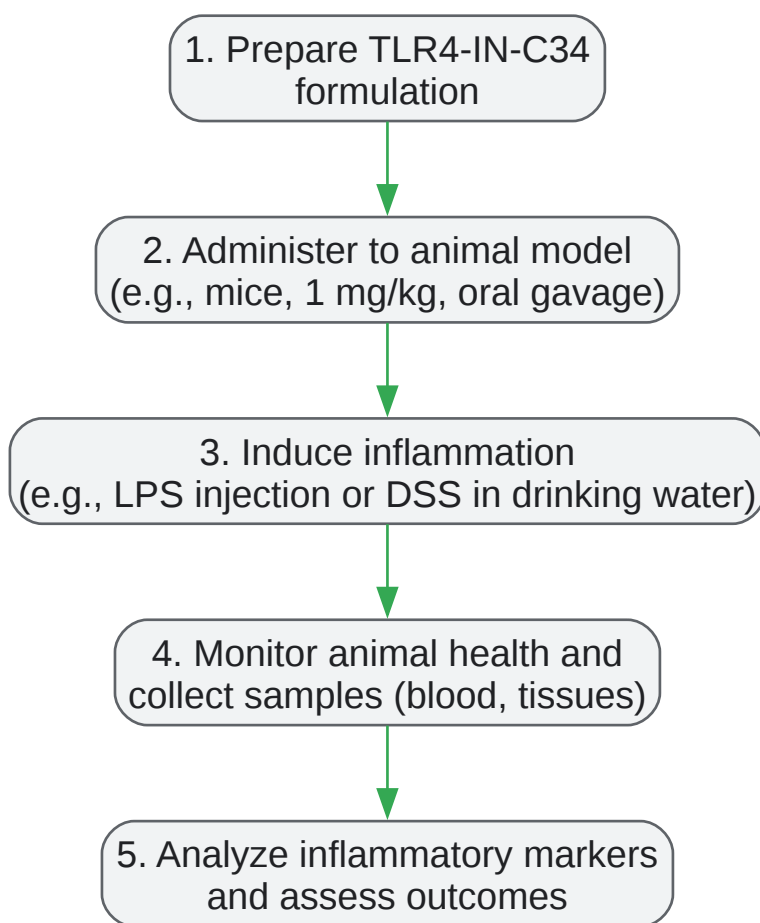 1. Prepare TLR4-IN-C34
formulation
2. Administer to animal model
(e.g., mice, 1 mg/kg, oral gavage)
3. Induce inflammation
(e.g., LPS injection or DSS in drinking water)
4. Monitor animal health and
collect samples (blood, tissues)
5. Analyze inflammatory markers
and assess outcomes